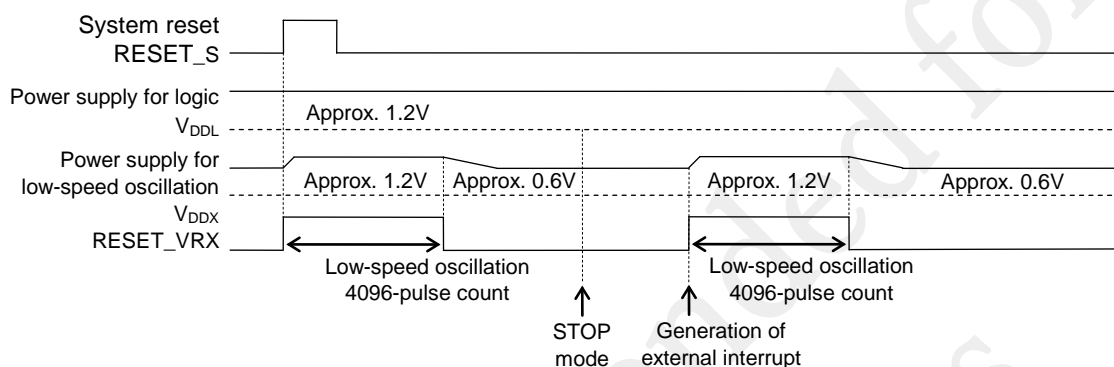 System reset
RESET_S
Power supply for logic
Approx. 1.2V
VDDL
Power supply for
low-speed oscillation
Approx. 1.2V
Approx. 0.6V
Approx. 1.2V
Approx. 0.6V
VDDX
RESET_VRX
Low-speed oscillation
4096-pulse count
Low-speed oscillation
4096-pulse count
STOP
mode
Generation of
external interrupt
ended for